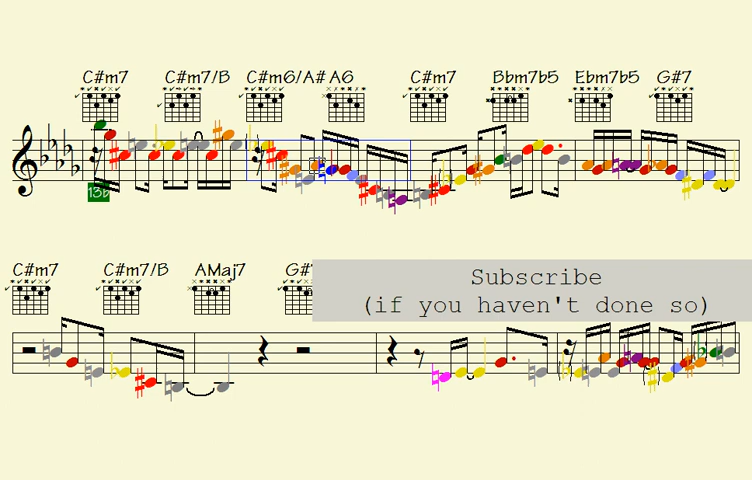 C#m7 C#m7/B C#m6/A# A6 C#m7 Bbm7b5 Ebm7b5 G#7
13b
C#m7 C#m7/B AMaj7 G#
Subscribe
(if you haven't done so)